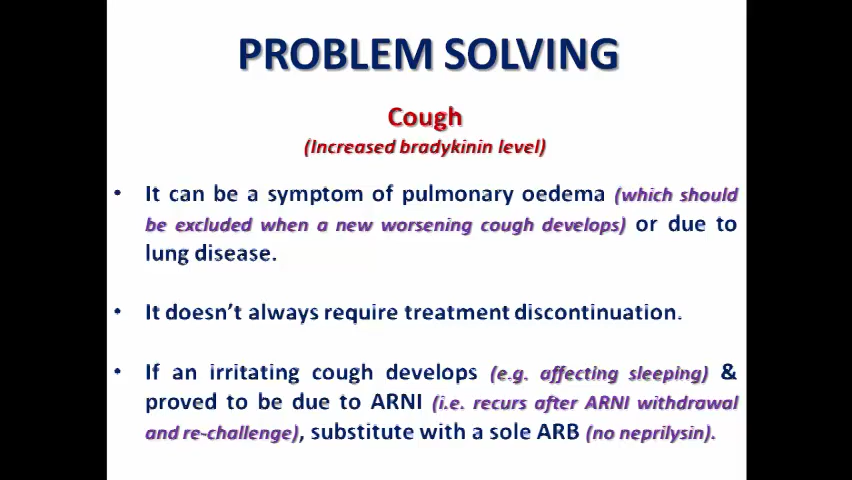 PROBLEM SOLVING
Cough
(Increased bradykinin level)
• It can be a symptom of pulmonary oedema (which should
be excluded when a new worsening cough develops) or due to
lung disease.
• It doesn’t always require treatment discontinuation.
• If an irritating cough develops (e.g. affecting sleeping) &
proved to be due to ARNI (i.e. recurs after ARNI withdrawal
and re-challenge), substitute with a sole ARB (no neprilysin).